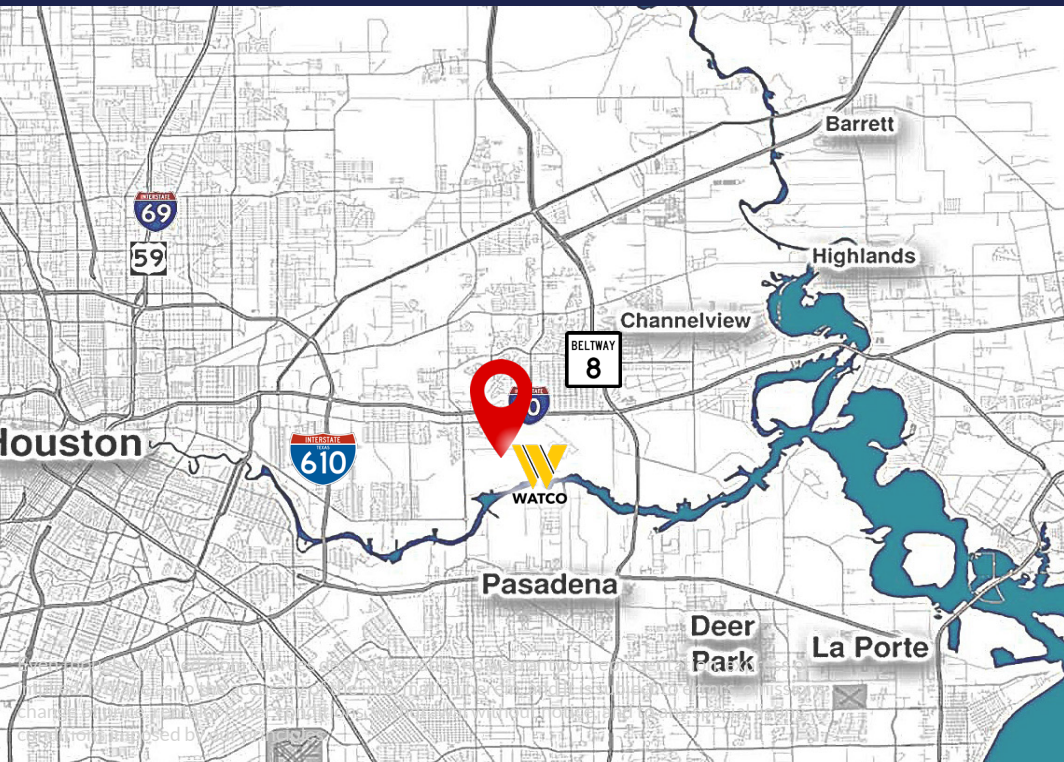 Barrett
INTERSTATE
69
59
Highlands
Channelview
BELTWAY
8
Houston
INTERSTATE
TEXAS
610
WATCO
Pasadena
Deer
Park
La Porte